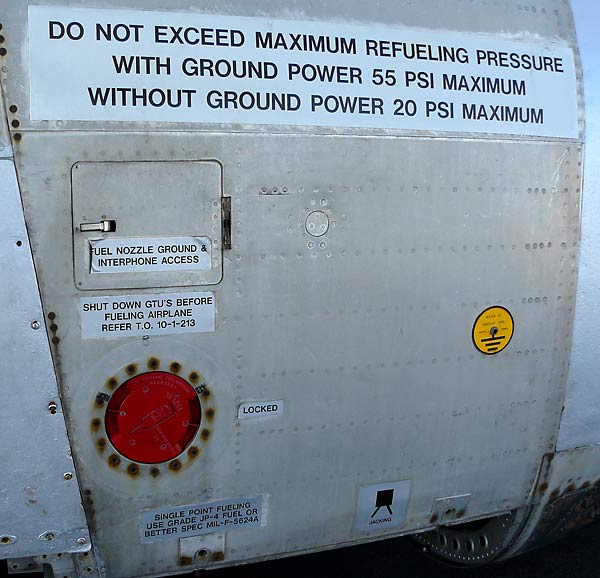 DO NOT EXCEED MAXIMUM REFUELING PRESSURE
WITH GROUND POWER 55 PSI MAXIMUM
WITHOUT GROUND POWER 20 PSI MAXIMUM
FUEL NOZZLE GROUND &
INTERPHONE ACCESS
SHUT DOWN GTU'S BEFORE
FUELING AIRPLANE
REFER T.O. 10-1-213
LOCKED
SINGLE POINT FUELING
USE GRADE JP-4 FUEL OR
BETTER SPEC MIL-F-5624A
JACKING